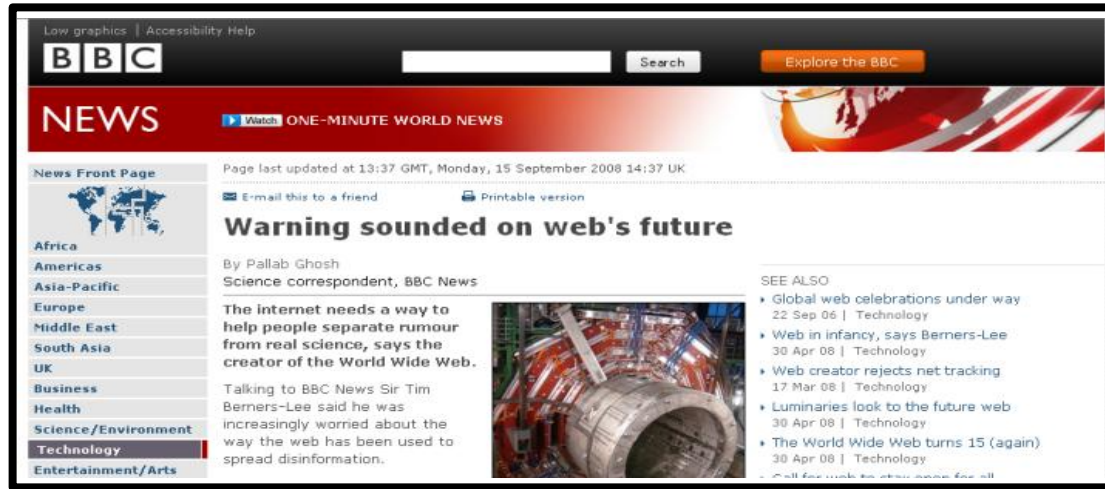 Low graphics | Accessibility Help
BBC
Search
Explore the BBC
NEWS
Watch ONE-MINUTE WORLD NEWS
News Front Page
Africa
Americas
Asia-Pacific
Europe
Middle East
South Asia
UK
Business
Health
Science/Environment
Technology
Entertainment/Arts
Page last updated at 13:37 GMT, Monday, 15 September 2008 14:37 UK
E-mail this to a friend
Printable version
Warning sounded on web's future
By Pallab Ghosh
Science correspondent, BBC News
The internet needs a way to
help people separate rumour
from real science, says the
creator of the World Wide Web.
Talking to BBC News Sir Tim
Berners-Lee said he was
increasingly worried about the
way the web has been used to
spread disinformation.
SEE ALSO
Global web celebrations under way
22 Sep 06 | Technology
Web in infancy, says Berners-Lee
30 Apr 08 | Technology
Web creator rejects net tracking
17 Mar 08 | Technology
Luminaries look to the future web
30 Apr 08 | Technology
The World Wide Web turns 15 (again)
30 Apr 08 | Technology
Call for web to stay open for all